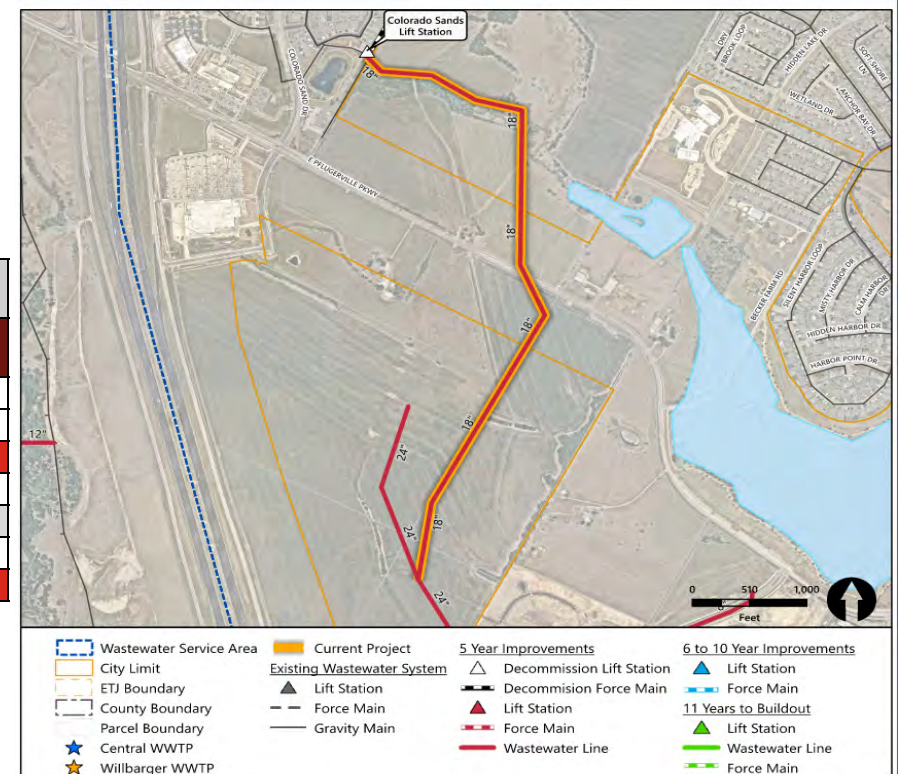 Colorado Sands
Lift Station
COLORADO SAND DR
18"
18"
E PFLUGERVILLE PKWY
18"
18"
18"
18"
24"
24"
24"
12"
DRY
BROOK LOOP
HIDDEN LAKE DR
SOFT SHORE
LN
WETLAND DR
ANCHOR BAY DR
BECKER FARM RD
SILENT HARBOR LOOP
MISTY HARBOR DR
CALM HARBOR
DR
HIDDEN HARBOR DR
HARBOR POINT DR
0 510 1,000
Feet
Wastewater Service Area
City Limit
ETJ Boundary
County Boundary
Parcel Boundary
Central WWTP
Willbarger WWTP
Current Project
Existing Wastewater System
Lift Station
Force Main
Gravity Main
5 Year Improvements
Decommission Lift Station
Decommision Force Main
Lift Station
Force Main
Wastewater Line
6 to 10 Year Improvements
Lift Station
Force Main
11 Years to Buildout
Lift Station
Wastewater Line
Force Main